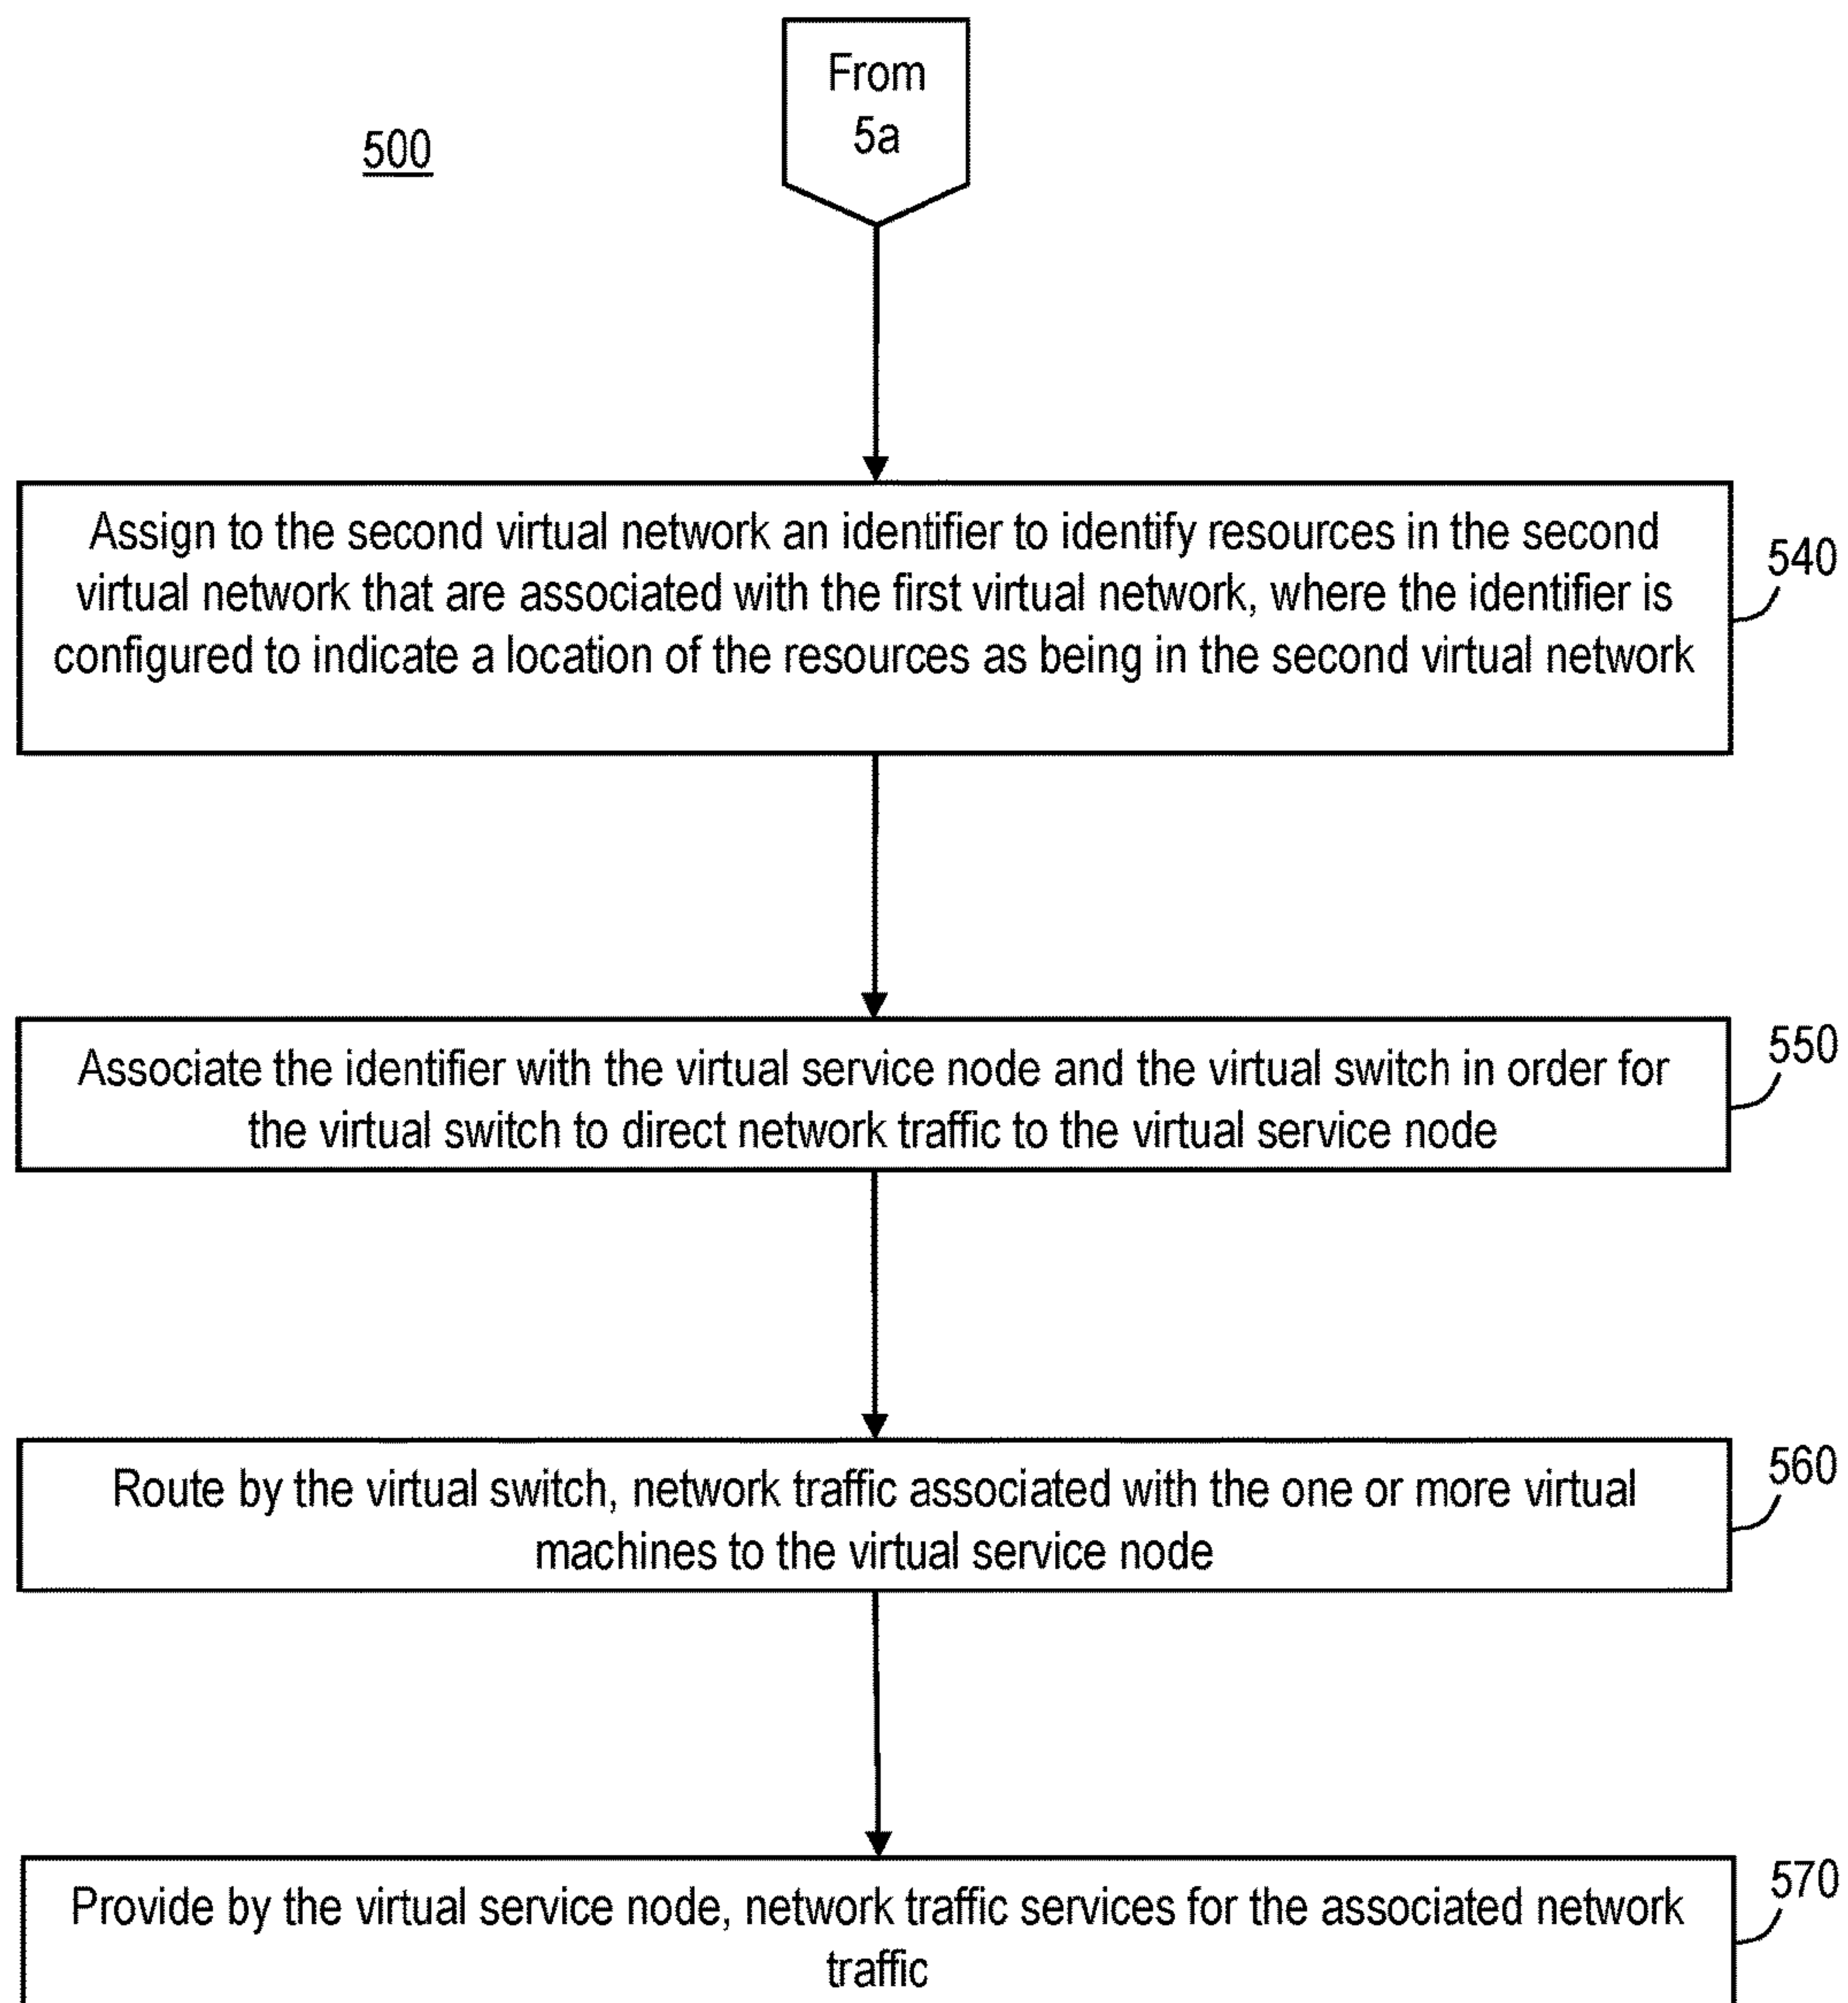 From
5a
500
Assign to the second virtual network an identifier to identify resources in the second
virtual network that are associated with the first virtual network, where the identifier is
configured to indicate a location of the resources as being in the second virtual network
540
Associate the identifier with the virtual service node and the virtual switch in order for
the virtual switch to direct network traffic to the virtual service node
550
Route by the virtual switch, network traffic associated with the one or more virtual
machines to the virtual service node
560
Provide by the virtual service node, network traffic services for the associated network
traffic
570